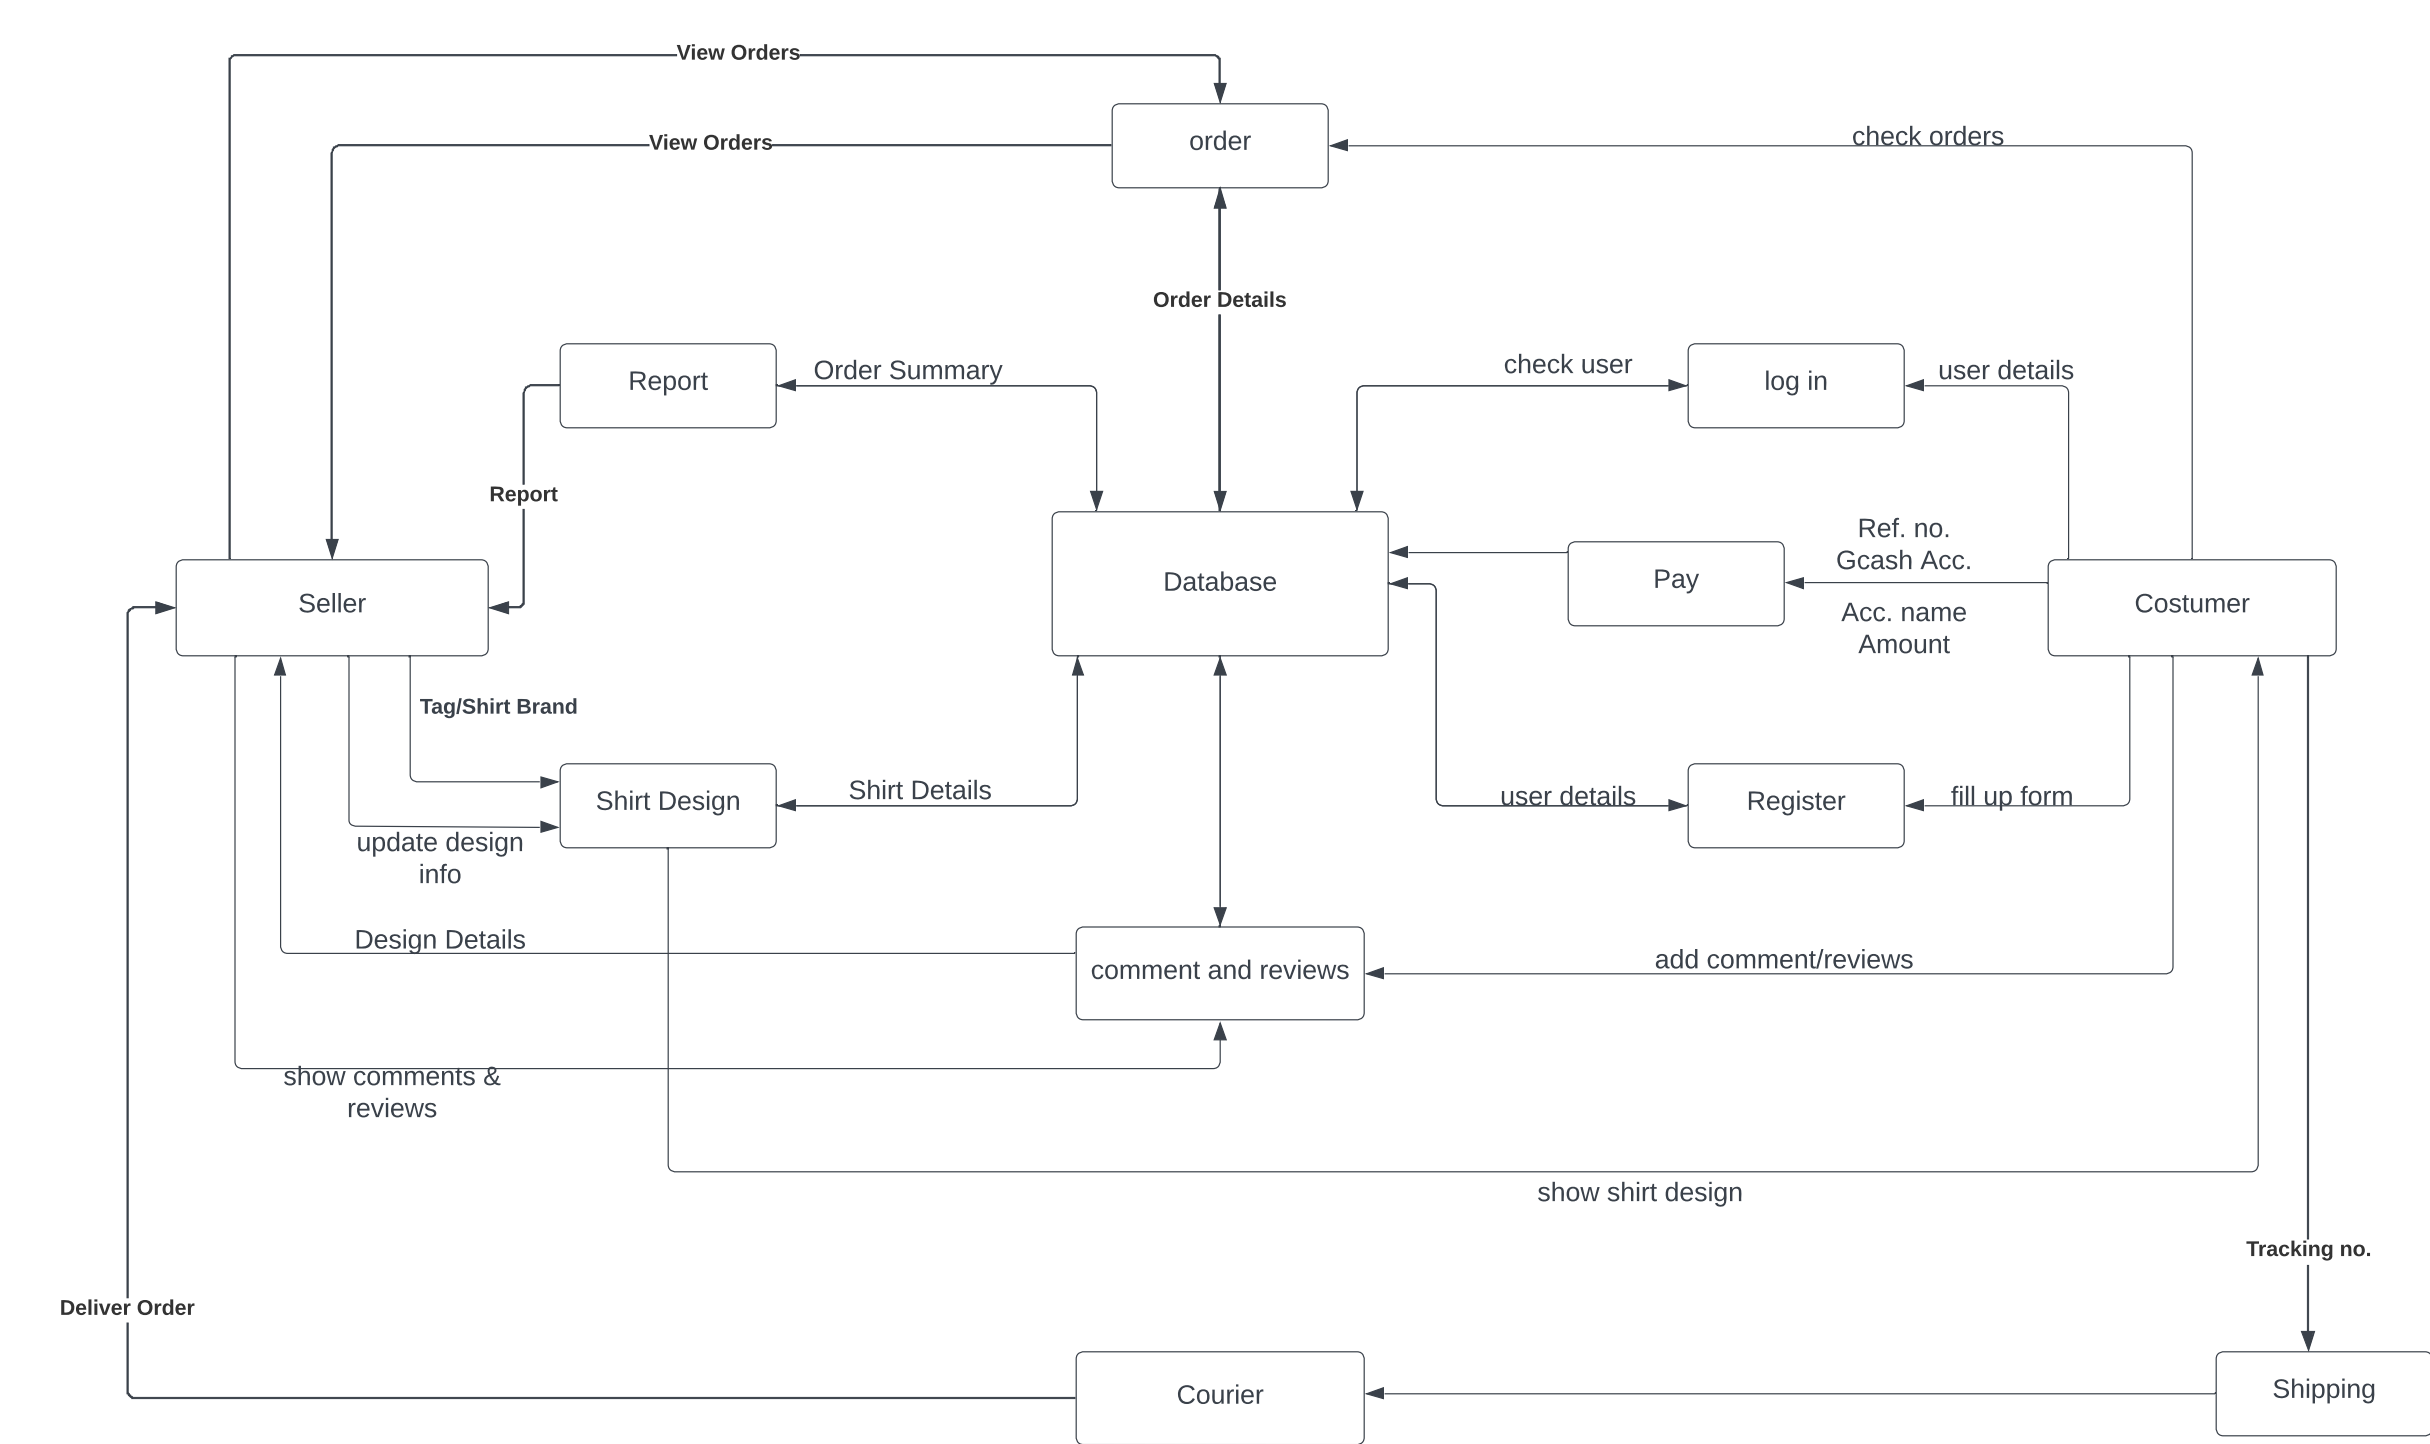 View Orders
order
View Orders
check orders
Order Details
Report
Order Summary
check user
log in
user details
Report
Ref. no.
Gcash Acc.
Seller
Database
Pay
Costumer
Acc. name
Amount
Tag/Shirt Brand
Shirt Design
Shirt Details
user details
Register
fill up form
update design
info
Design Details
comment and reviews
add comment/reviews
show comments &
reviews
show shirt design
Tracking no.
Deliver Order
Courier
Shipping